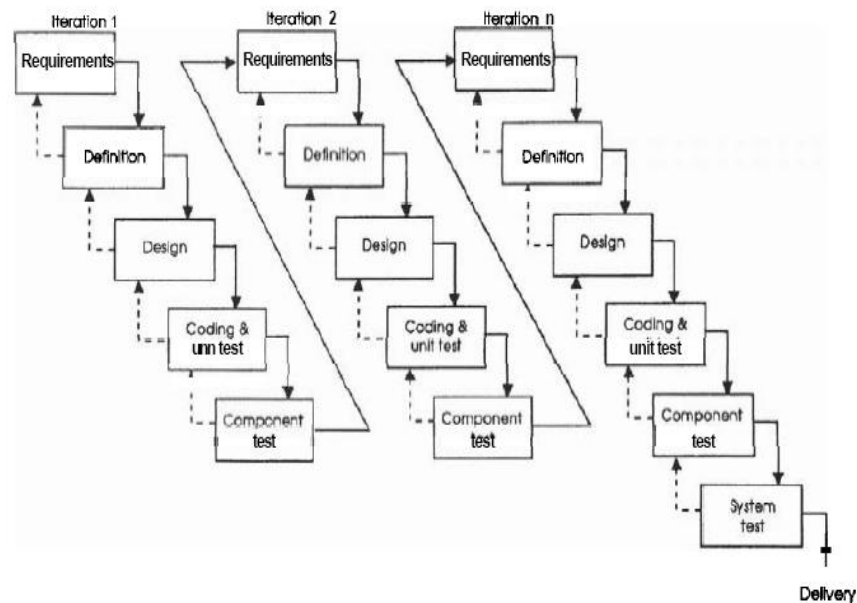 Iteration 1
Requirements
Definition
Design
Coding &
unn test
Component
test
Iteration 2
Requirements
Definition
Design
Coding &
unit test
Component
test
Iteration n
Requirements
Definition
Design
Coding &
unit test
Component
test
System
test
Delivery